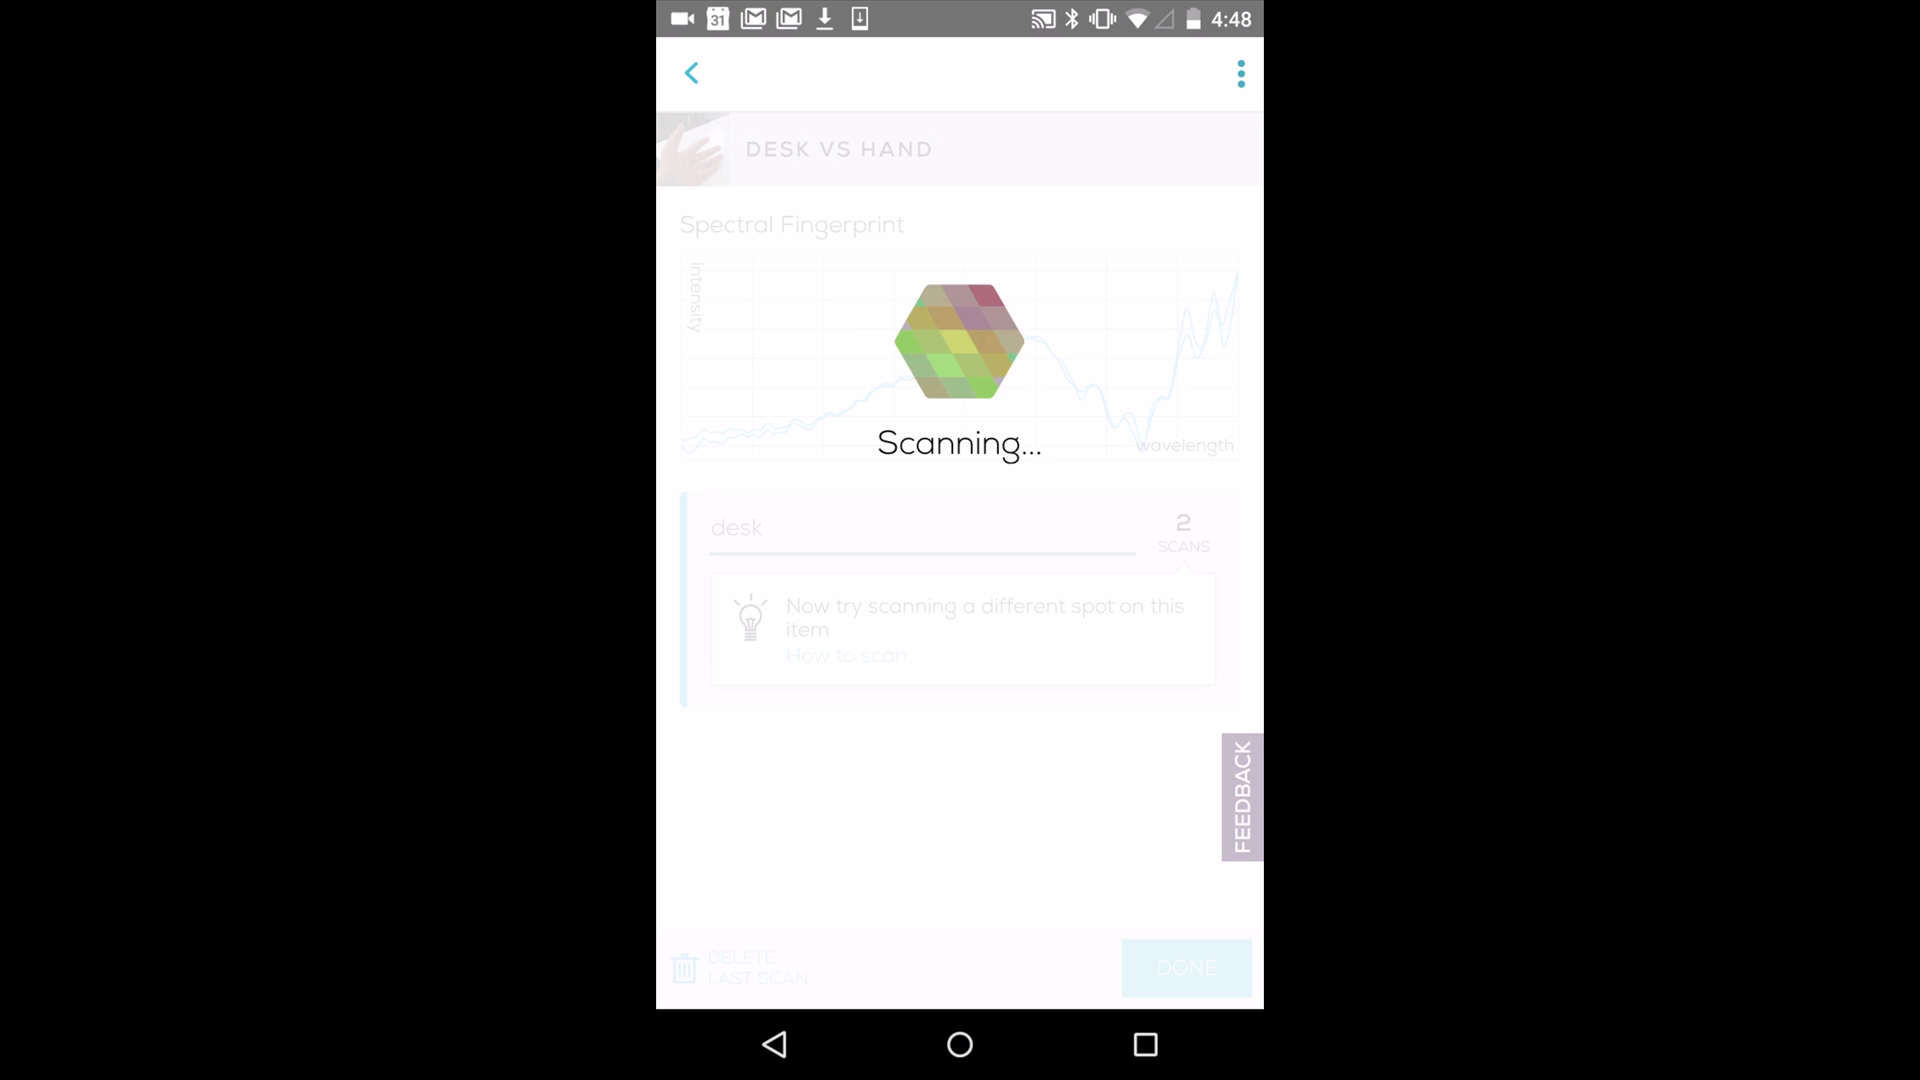 31
4:48
DESK VS HAND
Spectral Fingerprint
intensity
Scanning...
wavelength
desk
2
SCANS
Now try scanning a different spot on this
item
How to scan
FEEDBACK
DELETE
LAST SCAN
DONE